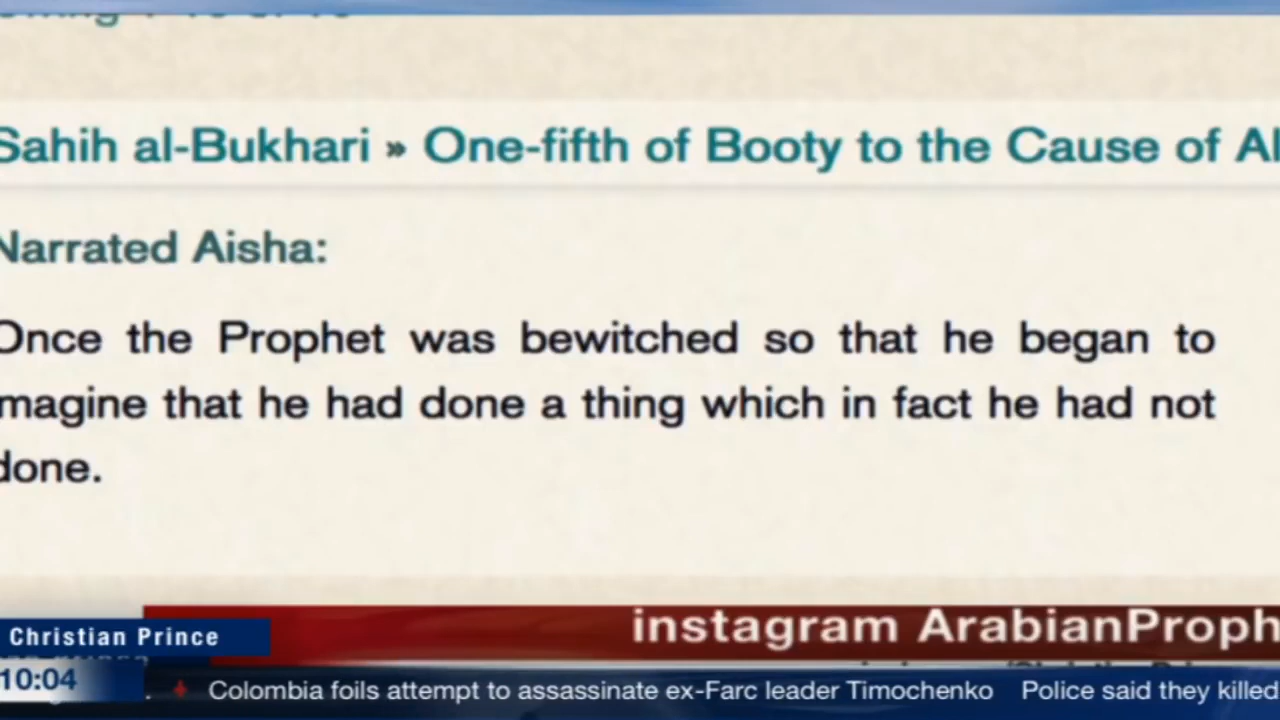 Sahih al-Bukhari » One-fifth of Booty to the Cause of Al
Narrated Aisha:
Once the Prophet was bewitched so that he began to
imagine that he had done a thing which in fact he had not
done.
instagram ArabianProph
Christian Prince
10:04
Colombia foils attempt to assassinate ex-Farc leader Timochenko Police said they killed